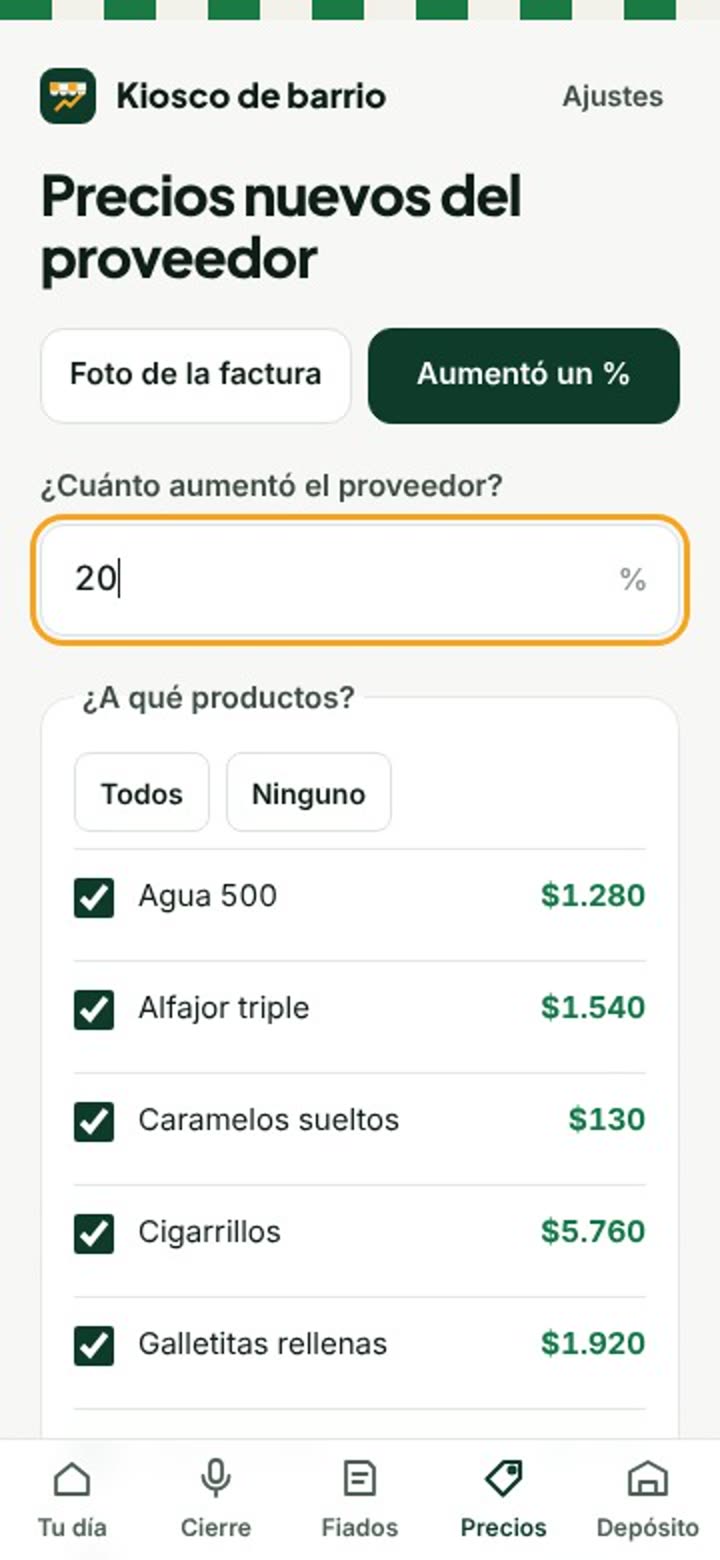 Kiosco de barrio
Ajustes
Precios nuevos del
proveedor
Foto de la factura
Aumentó un %
¿Cuánto aumentó el proveedor?
20
%
¿A qué productos?
Todos
Ninguno
Agua 500 $1.280
Alfajor triple $1.540
Caramelos sueltos $130
Cigarrillos $5.760
Galletitas rellenas $1.920
Tu día
Cierre
Fiados
Precios
Depósito